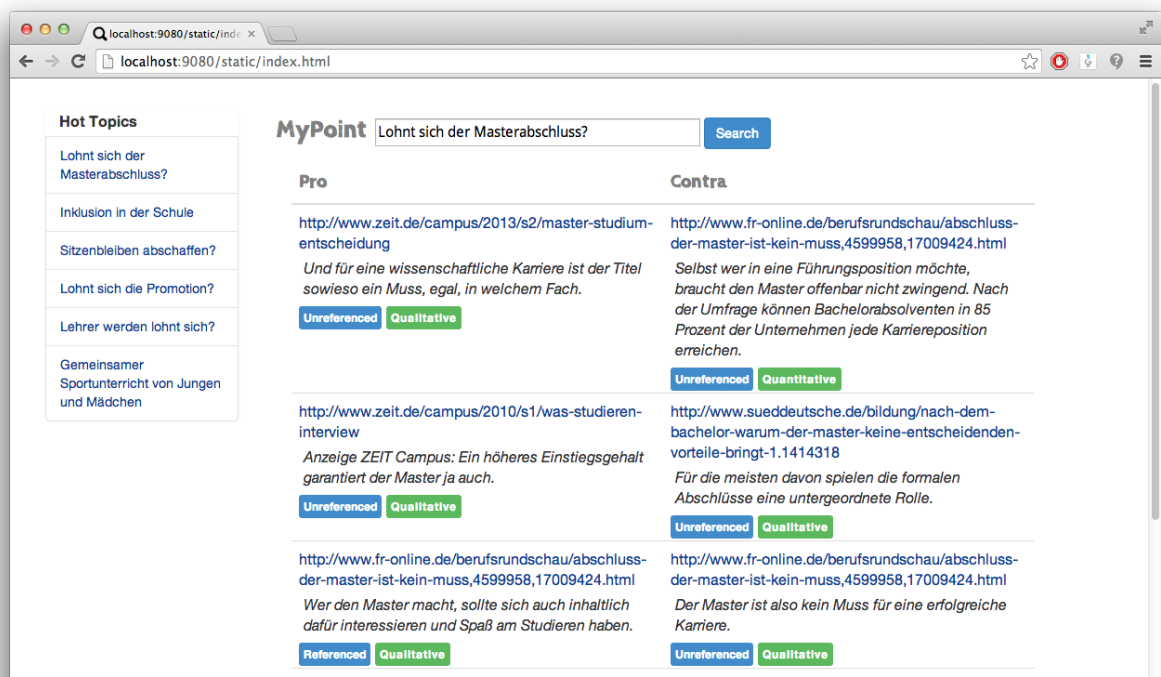 localhost:9080/static/inde
localhost:9080/static/index.html
Hot Topics
Lohnt sich der
Masterabschluss?
Inklusion in der Schule
Sitzenbleiben abschaffen?
Lohnt sich die Promotion?
Lehrer werden lohnt sich?
Gemeinsamer
Sportunterricht von Jungen
und Mädchen
MyPoint Lohnt sich der Masterabschluss? Search
Pro
http://www.zeit.de/campus/2013/s2/master-studium-
entscheidung
Und für eine wissenschaftliche Karriere ist der Titel
sowieso ein Muss, egal, in welchem Fach.
Unreferenced Qualitative
http://www.zeit.de/campus/2010/s1/was-studieren-
interview
Anzeige ZEIT Campus: Ein höheres Einstiegsgehalt
garantiert der Master ja auch.
Unreferenced Qualitative
http://www.fr-online.de/berufsrundschau/abschluss-
der-master-ist-kein-muss,4599958,17009424.html
Wer den Master macht, sollte sich auch inhaltlich
dafür interessieren und Spaß am Studieren haben.
Referenced Qualitative
Contra
http://www.fr-online.de/berufsrundschau/abschluss-
der-master-ist-kein-muss,4599958,17009424.html
Selbst wer in eine Führungsposition möchte,
braucht den Master offenbar nicht zwingend. Nach
der Umfrage können Bachelorabsolventen in 85
Prozent der Unternehmen jede Karriereposition
erreichen.
Unreferenced Quantitative
http://www.sueddeutsche.de/bildung/nach-dem-
bachelor-warum-der-master-keine-entscheidenden-
vorteile-bringt-1.1414318
Für die meisten davon spielen die formalen
Abschlüsse eine untergeordnete Rolle.
Unreferenced Qualitative
http://www.fr-online.de/berufsrundschau/abschluss-
der-master-ist-kein-muss,4599958,17009424.html
Der Master ist also kein Muss für eine erfolgreiche
Karriere.
Unreferenced Qualitative